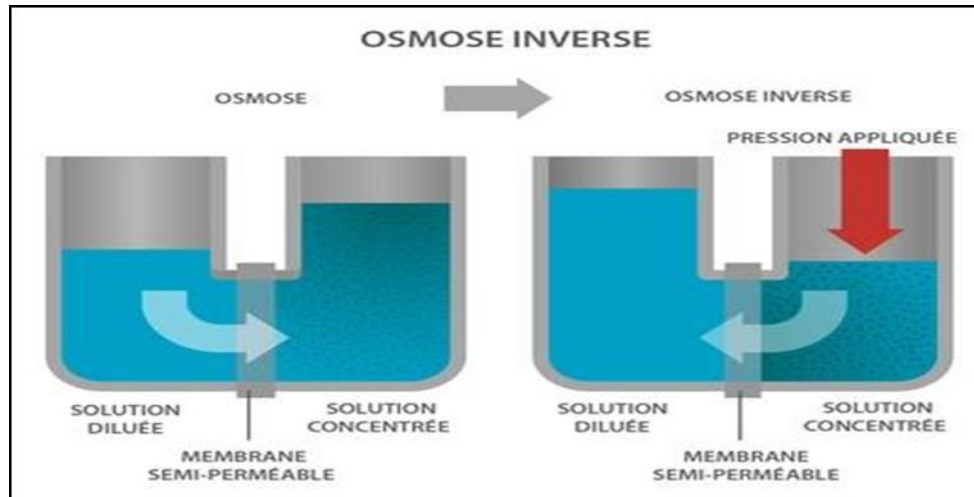 OSMOSE INVERSE
OSMOSE
OSMOSE INVERSE
PRESSION APPLIQUÉE
SOLUTION
DILUÉE
SOLUTION
CONCENTRÉE
MEMBRANE
SEMI-PERMÉABLE
SOLUTION
DILUÉE
SOLUTION
CONCENTRÉE
MEMBRANE
SEMI-PERMÉABLE